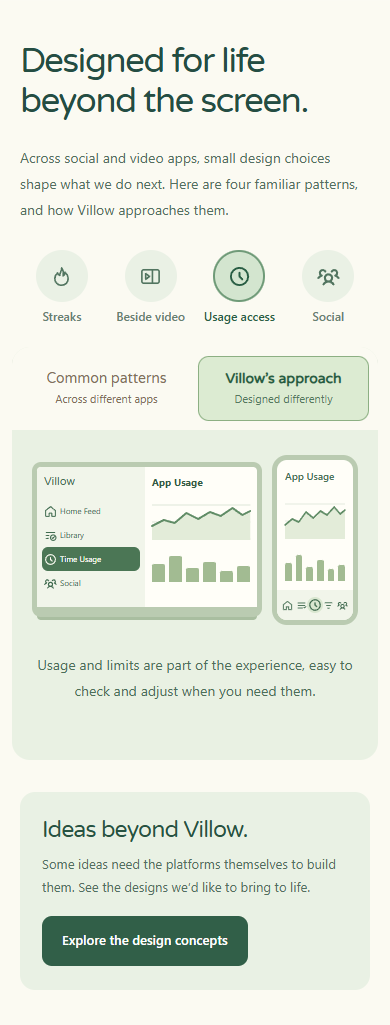 Designed for life
beyond the screen.
Across social and video apps, small design choices
shape what we do next. Here are four familiar patterns,
and how Villow approaches them.
Streaks
Beside video
Usage access
Social
Common patterns
Across different apps
Villow's approach
Designed differently
Villow
Home Feed
Library
Time Usage
Social
App Usage
App Usage
Usage and limits are part of the experience, easy to
check and adjust when you need them.
Ideas beyond Villow.
Some ideas need the platforms themselves to build
them. See the designs we'd like to bring to life.
Explore the design concepts